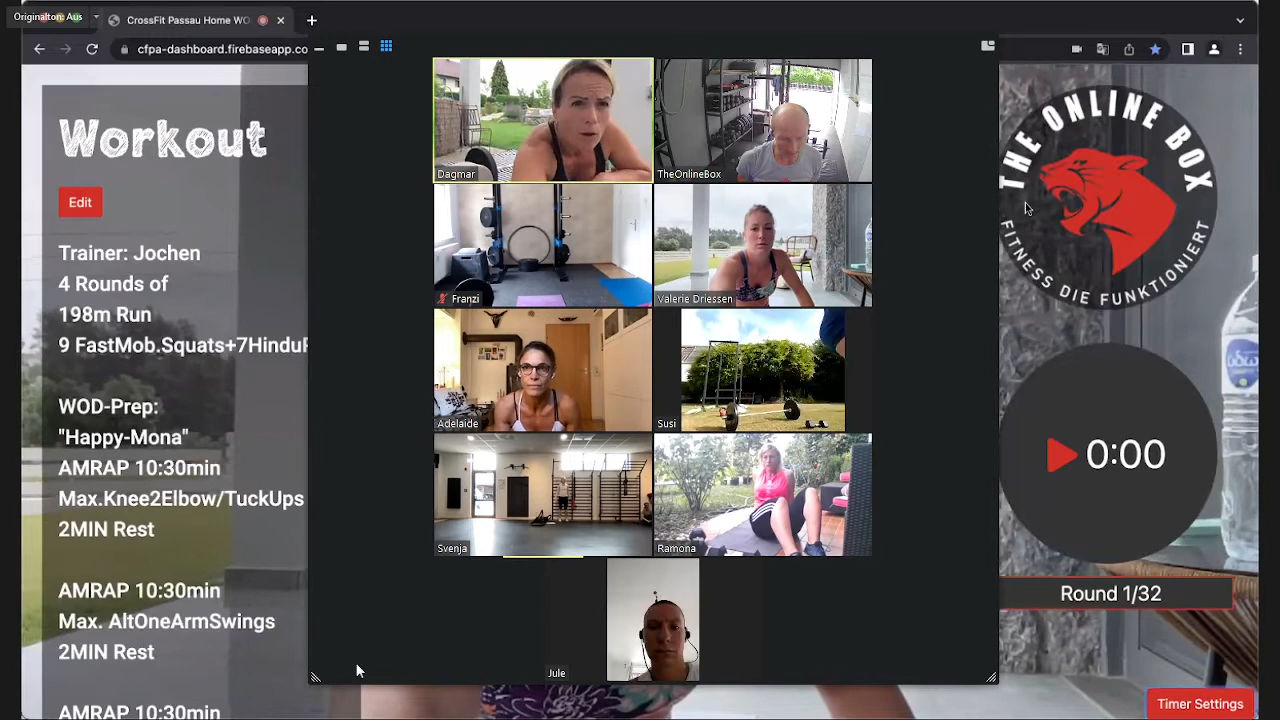 Originalton: Aus
CrossFit Passau Home WO
cfpa-dashboard.firebaseapp.co
Workout
Edit
Trainer: Jochen
4 Rounds of
198m Run
9 FastMob.Squats+7Hindu
WOD-Prep:
"Happy-Mona"
AMRAP 10:30min
Max.Knee2Elbow/TuckUps
2MIN Rest
AMRAP 10:30min
Max. AltOneArmSwings
2MIN Rest
AMRAP 10:30min
Dagmar
TheOnlineBox
Franzi
Valerie Driessen
Adelaide
Susi
Svenja
Ramona
Jule
THE ONLINE BOX
FITNESS DIE FUNKTIONIERT
0:00
Round 1/32
Timer Settings